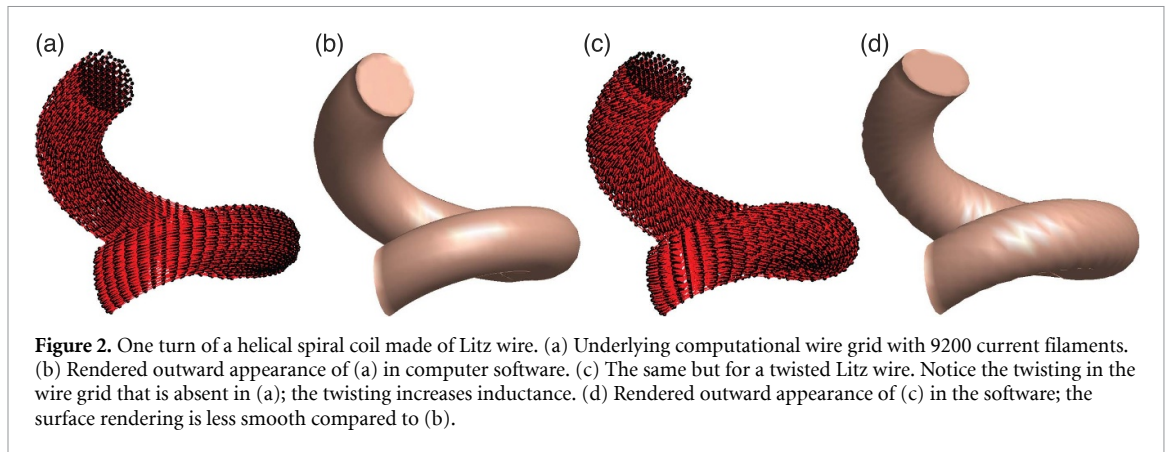 (a) (b) (c) (d)
Figure 2. One turn of a helical spiral coil made of Litz wire. (a) Underlying computational wire grid with 9200 current filaments.
(b) Rendered outward appearance of (a) in computer software. (c) The same but for a twisted Litz wire. Notice the twisting in the
wire grid that is absent in (a); the twisting increases inductance. (d) Rendered outward appearance of (c) in the software; the
surface rendering is less smooth compared to (b).